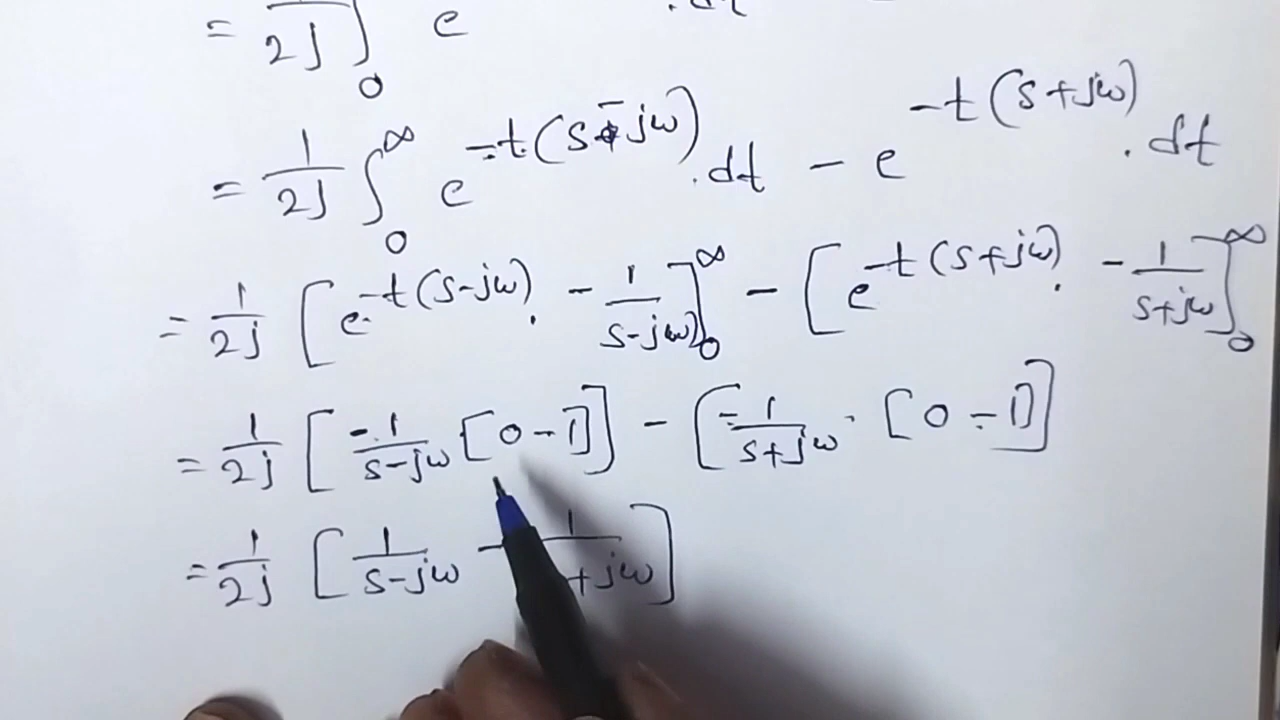 = 1/2j ∫₀ e .dt
= 1/2j ∫₀^∞ e^{-t(s-jω)} .dt - e^{-t(s+jω)} .dt
= 1/2j [e^{-t(s-jω)} . -1/(s-jω)]₀^∞ - [e^{-t(s+jω)} . -1/(s+jω)]₀^∞
= 1/2j [-1/(s-jω) [0-1]] - [-1/(s+jω) . [0-1]]
= 1/2j [1/(s-jω) - 1/( +jω)]